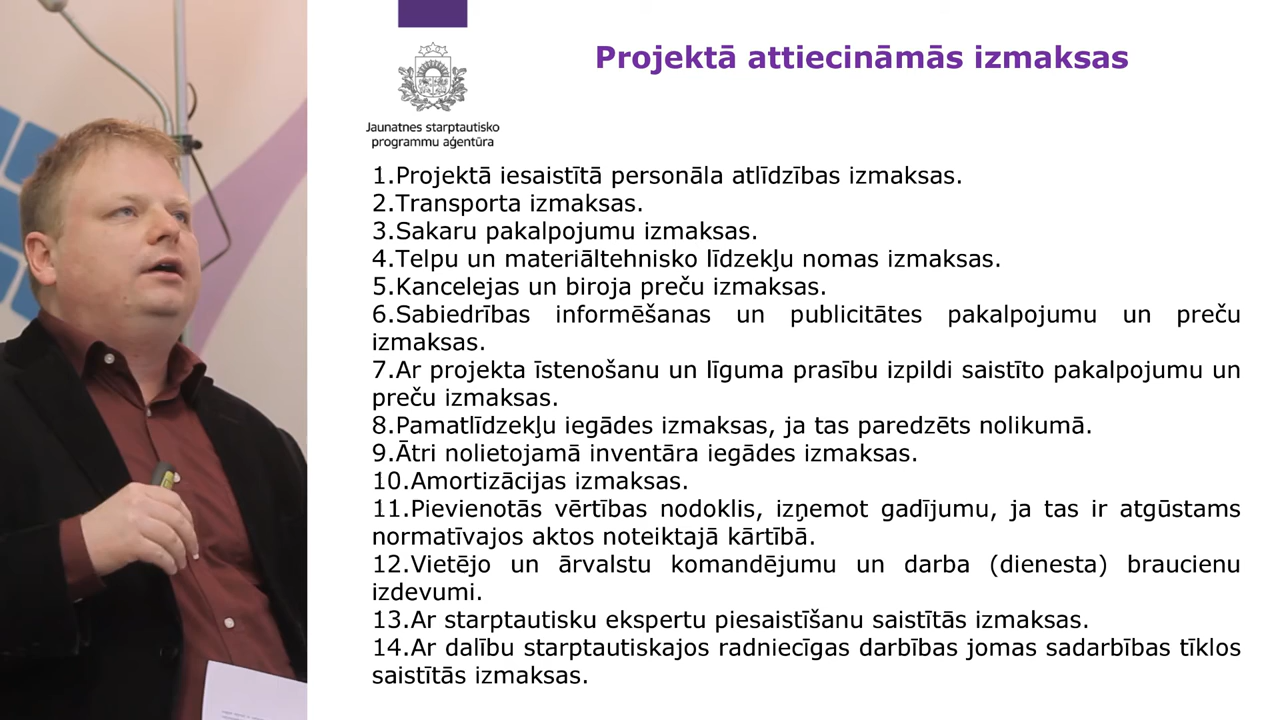 Projektā attiecināmās izmaksas
Jaunatnes starptautisko
programmu aģentūra
1.Projektā iesaistītā personāla atlīdzības izmaksas.
2.Transporta izmaksas.
3.Sakaru pakalpojumu izmaksas.
4.Telpu un materiāltehnisko līdzekļu nomas izmaksas.
5.Kancelejas un biroja preču izmaksas.
6.Sabiedrības informēšanas un publicitātes pakalpojumu un preču
izmaksas.
7.Ar projekta īstenošanu un līguma prasību izpildi saistīto pakalpojumu un
preču izmaksas.
8.Pamatlīdzekļu iegādes izmaksas, ja tas paredzēts nolikumā.
9.Ātri nolietojamā inventāra iegādes izmaksas.
10.Amortizācijas izmaksas.
11.Pievienotās vērtības nodoklis, izņemot gadījumu, ja tas ir atgūstams
normatīvajos aktos noteiktajā kārtībā.
12.Vietējo un ārvalstu komandējumu un darba (dienesta) braucienu
izdevumi.
13.Ar starptautisku ekspertu piesaistīšanu saistītās izmaksas.
14.Ar dalību starptautiskajos radniecīgas darbības jomas sadarbības tīklos
saistītās izmaksas.